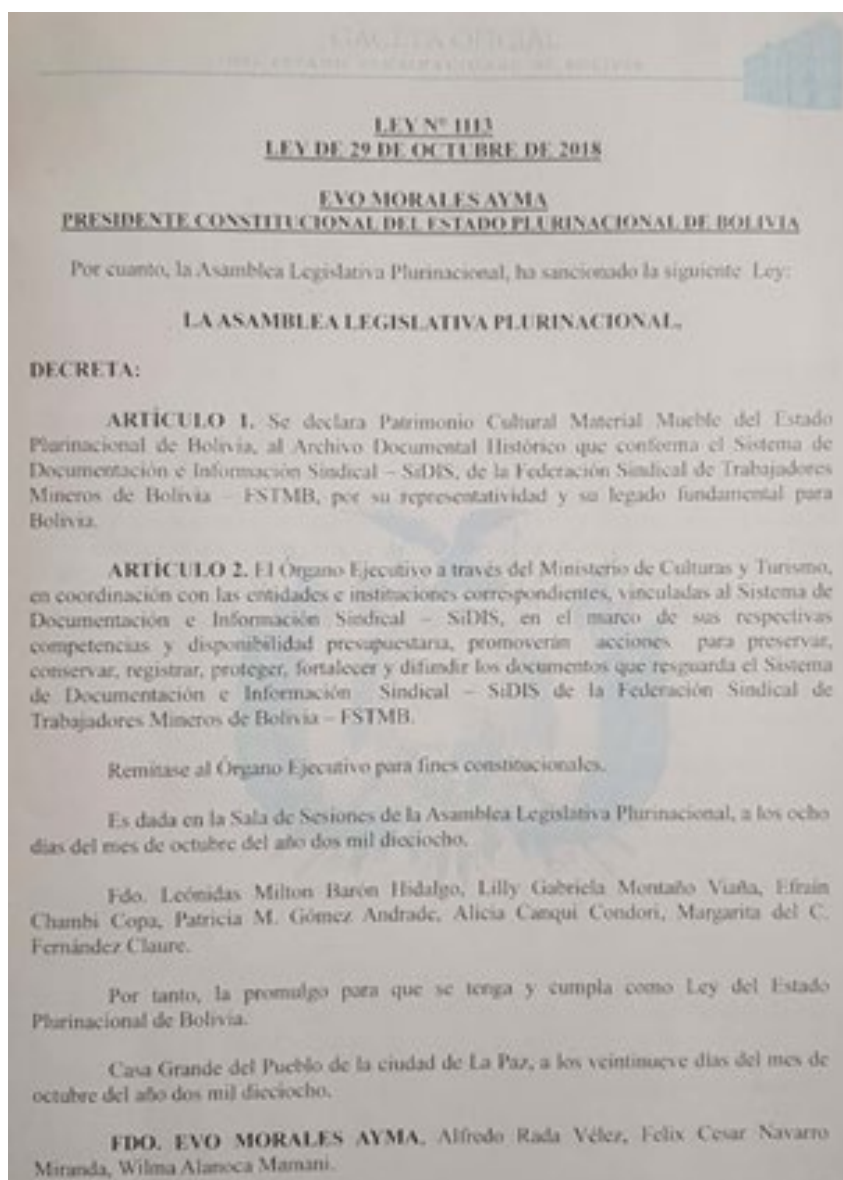 GACETA OFICIAL
DEL ESTADO PLURINACIONAL DE BOLIVIA
LEY N° 1113
LEY DE 29 DE OCTUBRE DE 2018
EVO MORALES AYMA
PRESIDENTE CONSTITUCIONAL DEL ESTADO PLURINACIONAL DE BOLIVIA
Por cuanto, la Asamblea Legislativa Plurinacional, ha sancionado la siguiente Ley:
LA ASAMBLEA LEGISLATIVA PLURINACIONAL,
DECRETA:
ARTÍCULO 1. Se declara Patrimonio Cultural Material Mueble del Estado
Plurinacional de Bolivia, al Archivo Documental Histórico que conforma el Sistema de
Documentación e Información Sindical – SiDIS, de la Federación Sindical de Trabajadores
Mineros de Bolivia – FSTMB, por su representatividad y su legado fundamental para
Bolivia.
ARTÍCULO 2. El Órgano Ejecutivo a través del Ministerio de Culturas y Turismo,
en coordinación con las entidades e instituciones correspondientes, vinculadas al Sistema de
Documentación e Información Sindical – SiDIS, en el marco de sus respectivas
competencias y disponibilidad presupuestaria, promoverán acciones para preservar,
conservar, registrar, proteger, fortalecer y difundir los documentos que resguarda el Sistema
de Documentación e Información Sindical – SiDIS de la Federación Sindical de
Trabajadores Mineros de Bolivia – FSTMB.
Remítase al Órgano Ejecutivo para fines constitucionales.
Es dada en la Sala de Sesiones de la Asamblea Legislativa Plurinacional, a los ocho
días del mes de octubre del año dos mil dieciocho.
Fdo. Leónidas Milton Barón Hidalgo, Lilly Gabriela Montaño Viaña, Efrain
Chambi Copa, Patricia M. Gómez Andrade, Alicia Canqui Condori, Margarita del C.
Fernández Claure.
Por tanto, la promulgo para que se tenga y cumpla como Ley del Estado
Plurinacional de Bolivia.
Casa Grande del Pueblo de la ciudad de La Paz, a los veintinueve días del mes de
octubre del año dos mil dieciocho.
FDO. EVO MORALES AYMA, Alfredo Rada Vélez, Felix Cesar Navarro
Miranda, Wilma Alanoca Mamani.